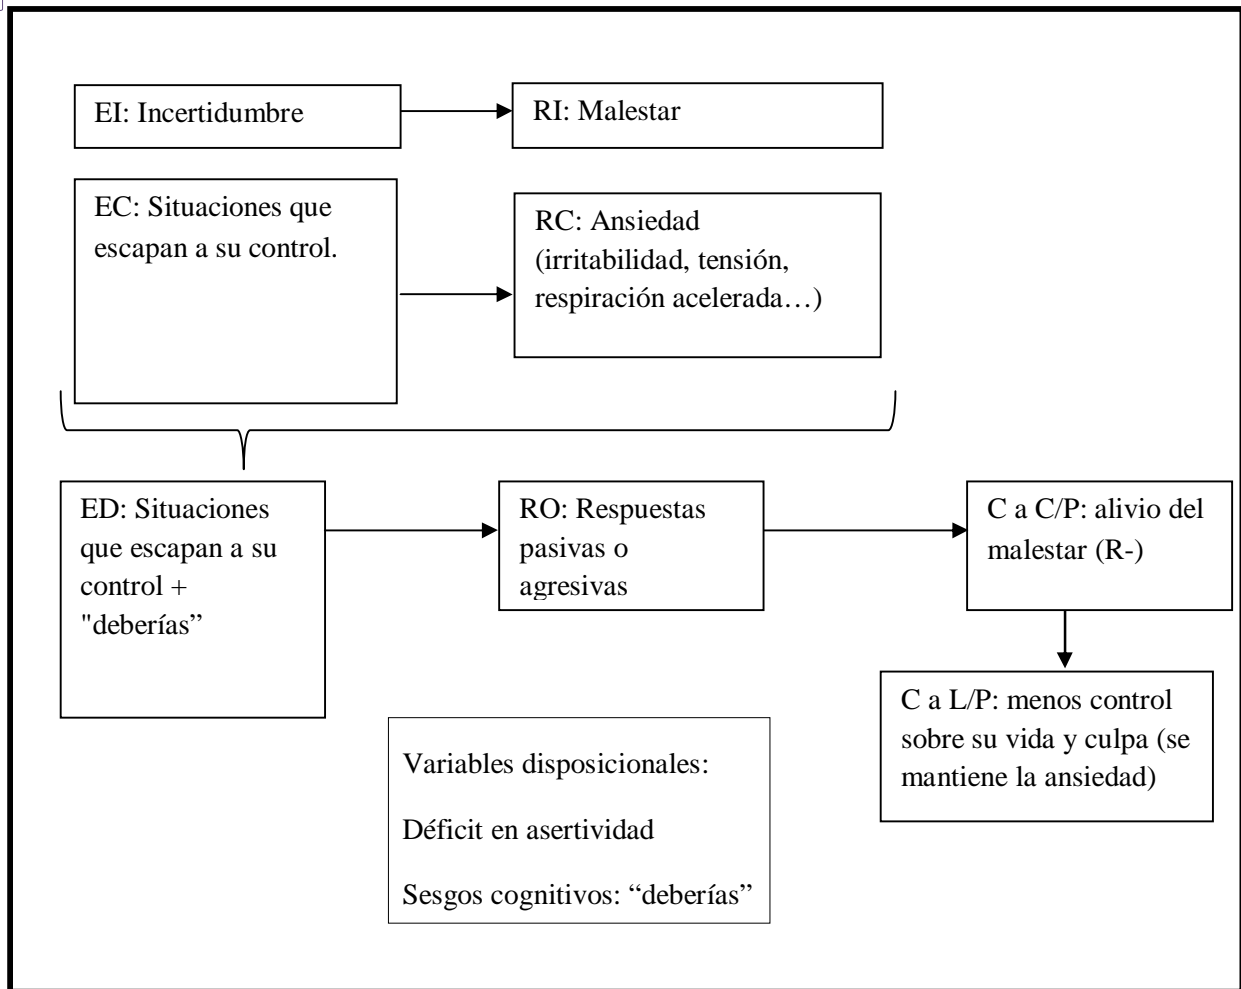 EI: Incertidumbre
RI: Malestar
EC: Situaciones que
escapan a su control.
RC: Ansiedad
(irritabilidad, tensión,
respiración acelerada…)
ED: Situaciones
que escapan a su
control +
"deberías”
RO: Respuestas
pasivas o
agresivas
C a C/P: alivio del
malestar (R-)
C a L/P: menos control
sobre su vida y culpa (se
mantiene la ansiedad)
Variables disposicionales:
Déficit en asertividad
Sesgos cognitivos: “deberías”